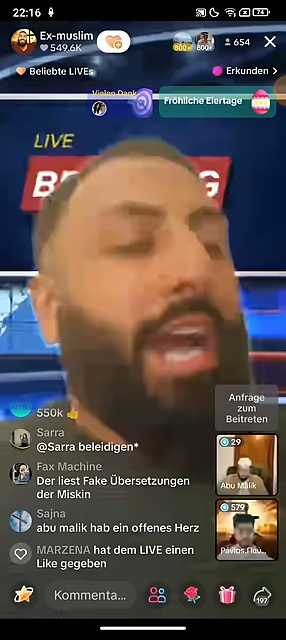 22:16
74
Ex-muslim
549.6K
800+
800+
654
Beliebte LIVEs
Erkunden >
Vielen Dank
Fröhliche Eiertage
LIVE
550k 👍
Sarra
@Sarra beleidigen*
Fax Machine
Der liest Fake Übersetzungen
der Miskin
Sajna
abu malik hab ein offenes Herz
MARZENA hat dem LIVE einen
Like gegeben
Anfrage
zum
Beitreten
29
Abu Malik
579
Kommenta...
197